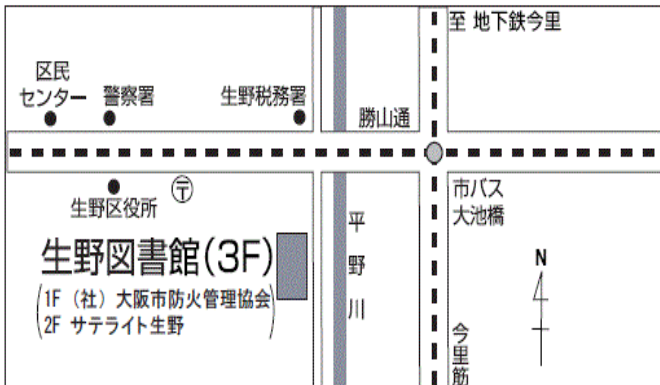 至 地下鉄今里
区民
センター
警察署
生野税務署
勝山通
市バス
大池橋
生野区役所
〒
平野川
生野図書館(3F)
(1F (社) 大阪市防火管理協会
2F サテライト生野)
N
今里筋